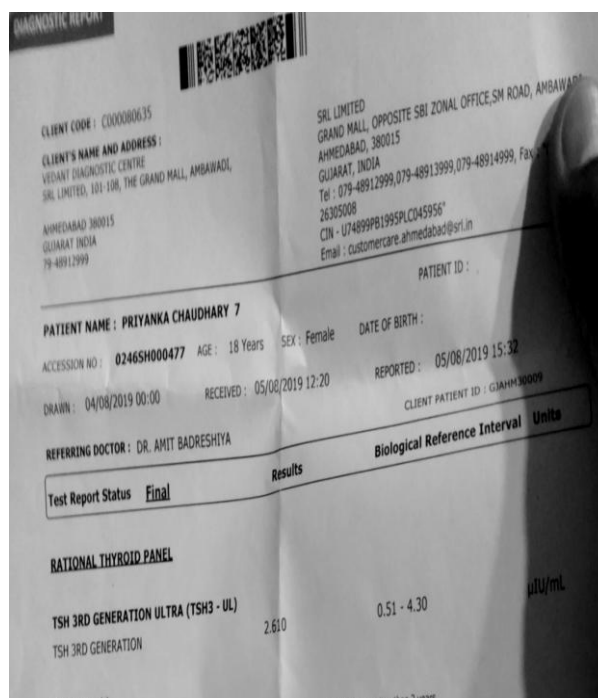 DIAGNOSTIC REPORT
CLIENT CODE : C000080635
CLIENT'S NAME AND ADDRESS :
VEDANT DIAGNOSTIC CENTRE
SRL LIMITED, 101-108, THE GRAND MALL, AMBAWADI,
AHMEDABAD 380015
GUJARAT INDIA
79-48912999
SRL LIMITED
GRAND MALL, OPPOSITE SBI ZONAL OFFICE,SM ROAD, AMBAWADI
AHMEDABAD, 380015
GUJARAT, INDIA
Tel : 079-48912999,079-48913999,079-48914999, Fax :
26305008
CIN - U74899PB1995PLC045956"
Email : customercare.ahmedabad@srl.in
PATIENT NAME : PRIYANKA CHAUDHARY 7
PATIENT ID :
ACCESSION NO : 0246SH000477 AGE : 18 Years SEX : Female DATE OF BIRTH :
DRAWN : 04/08/2019 00:00 RECEIVED : 05/08/2019 12:20 REPORTED : 05/08/2019 15:32
REFERRING DOCTOR : DR. AMIT BADRESHIYA CLIENT PATIENT ID : GJAHM30009
Test Report Status Final Results Biological Reference Interval Units
RATIONAL THYROID PANEL
TSH 3RD GENERATION ULTRA (TSH3 - UL) 2.610 0.51 - 4.30 µIU/mL
TSH 3RD GENERATION